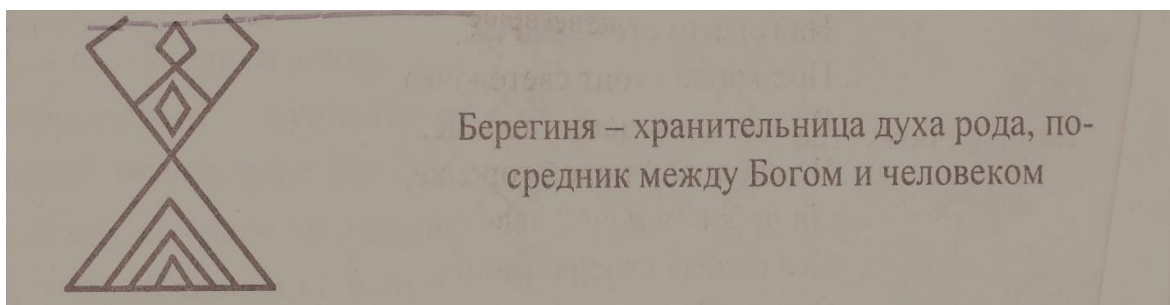 Берегиня – хранительница духа рода, по-
средник между Богом и человеком